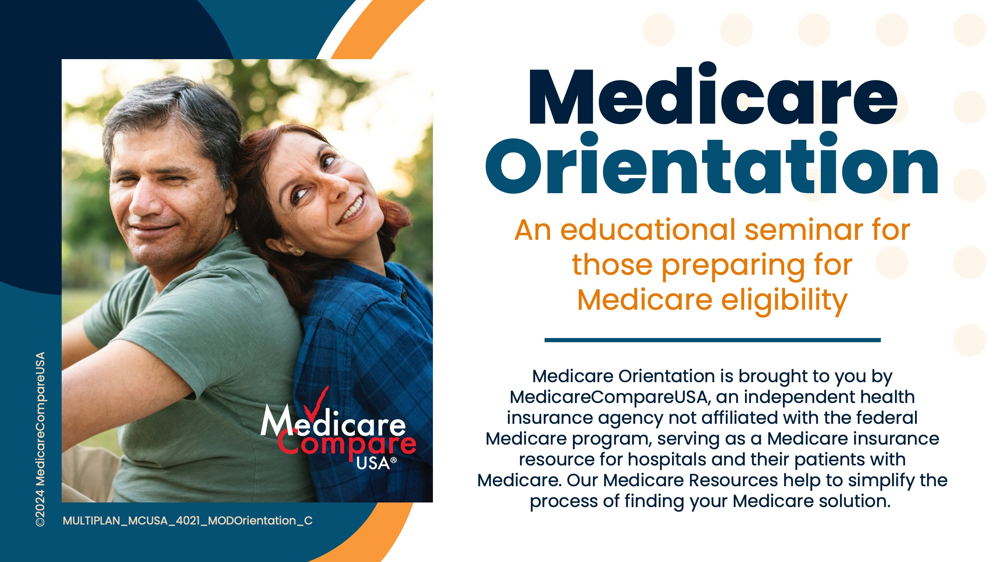 Medicare
Orientation
An educational seminar for
those preparing for
Medicare eligibility
Medicare Orientation is brought to you by
MedicareCompareUSA, an independent health
insurance agency not affiliated with the federal
Medicare program, serving as a Medicare insurance
resource for hospitals and their patients with
Medicare. Our Medicare Resources help to simplify the
process of finding your Medicare solution.
Medicare
Compare
USA®
©2024 MedicareCompareUSA
MULTIPLAN_MCUSA_4021_MODOrientation_C